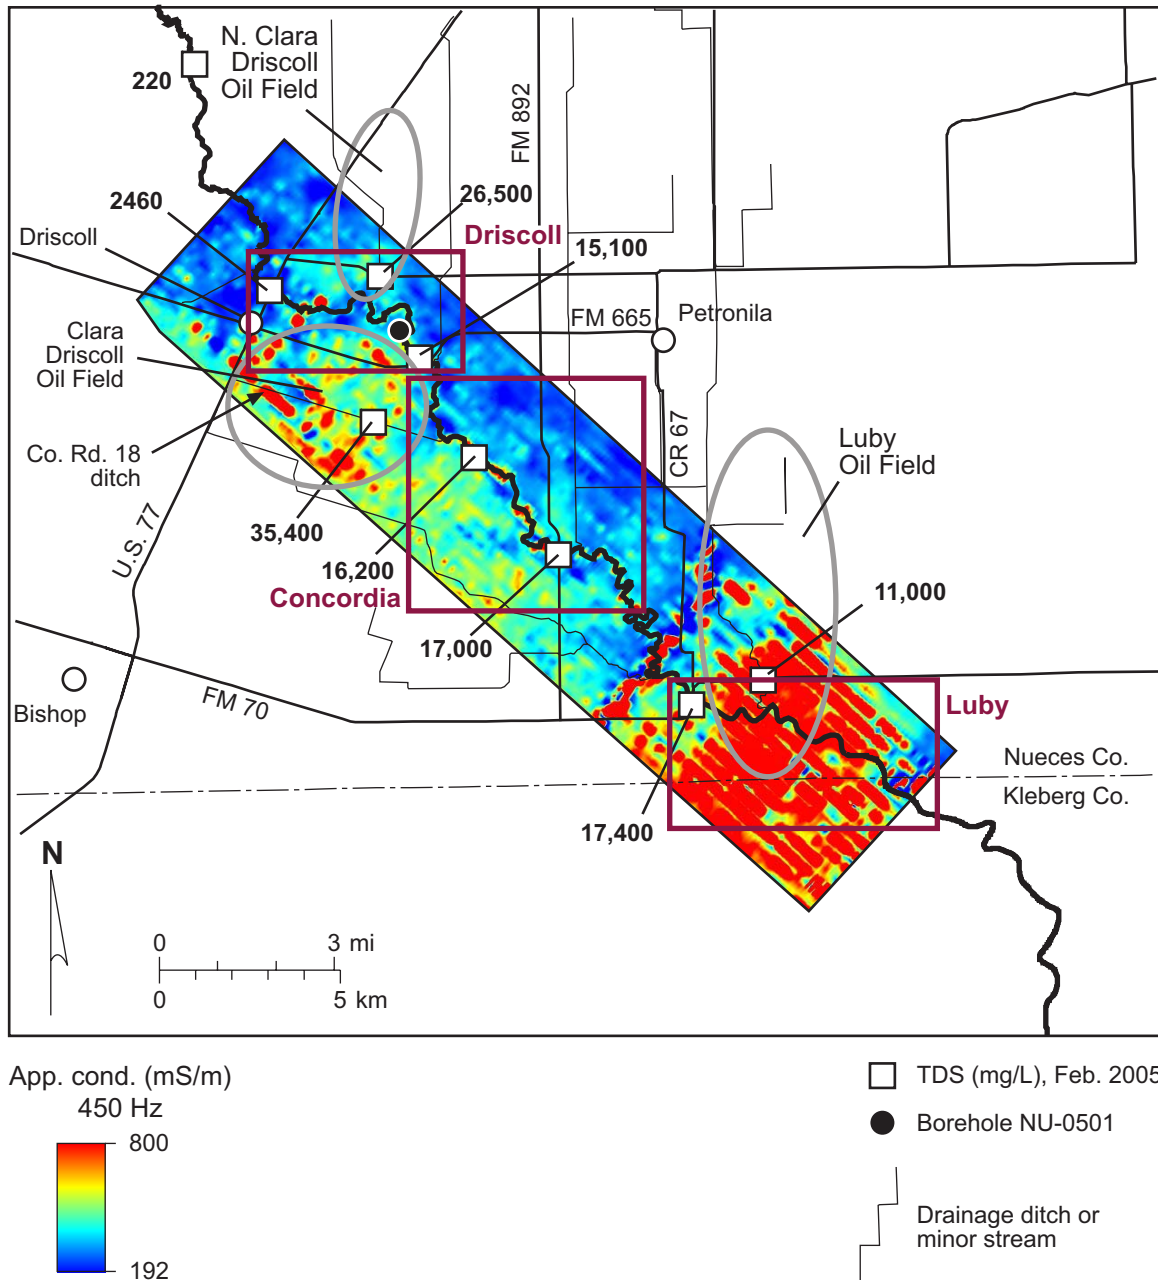 N. Clara
Driscoll
Oil Field
220
FM 892
2460
26,500
Driscoll
Driscoll
15,100
FM 665
Petronila
Clara
Driscoll
Oil Field
Co. Rd. 18
ditch
CR 67
Luby
Oil Field
U.S. 77
35,400
16,200
Concordia
17,000
11,000
Bishop
FM 70
Luby
Nueces Co.
Kleberg Co.
17,400
N
0 3 mi
0 5 km
App. cond. (mS/m)
450 Hz
800
192
TDS (mg/L), Feb. 2005
Borehole NU-0501
Drainage ditch or
minor stream